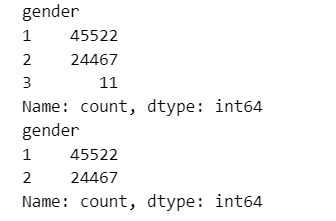 gender
1    45522
2    24467
3       11
Name: count, dtype: int64
gender
1    45522
2    24467
Name: count, dtype: int64